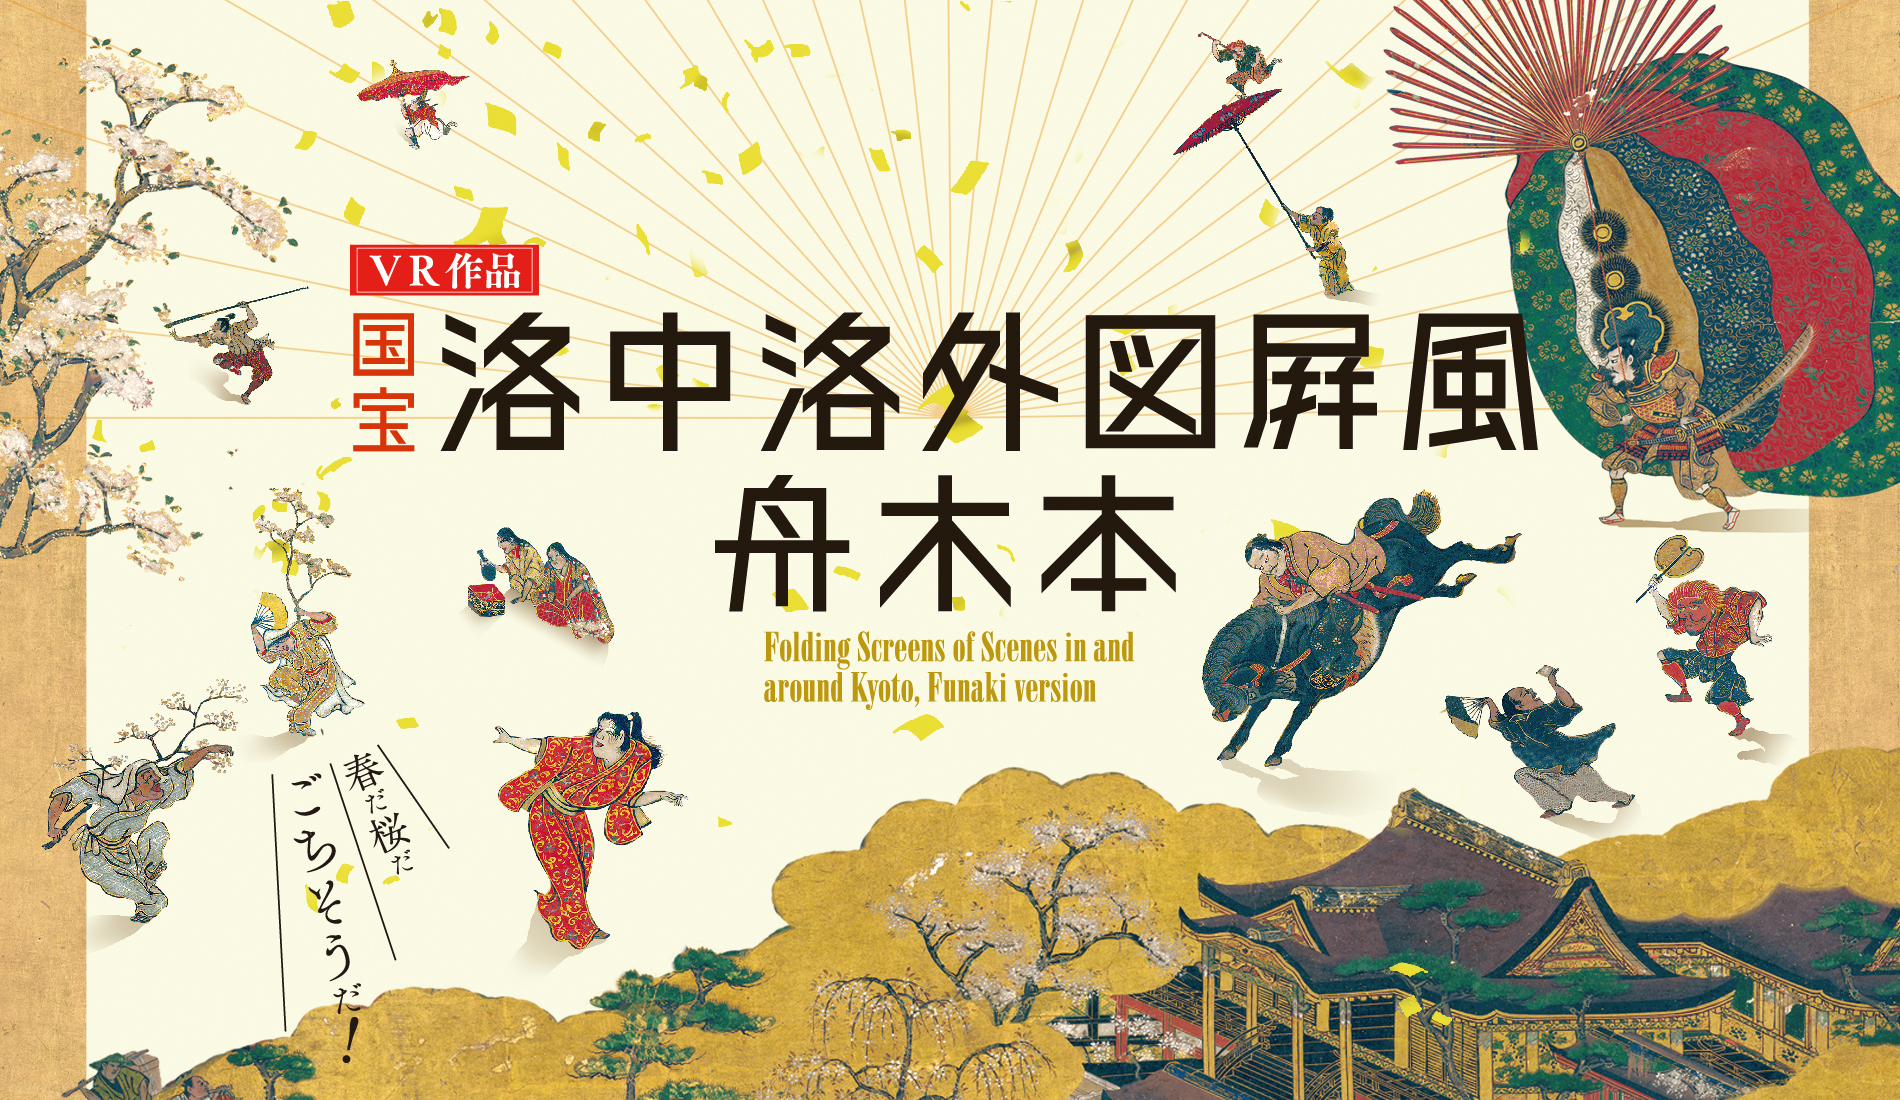 VR作品
国宝
洛中洛外図屏風
舟木本
Folding Screens of Scenes in and
around Kyoto, Funaki version
春だ桜だ
ごちそうだ!